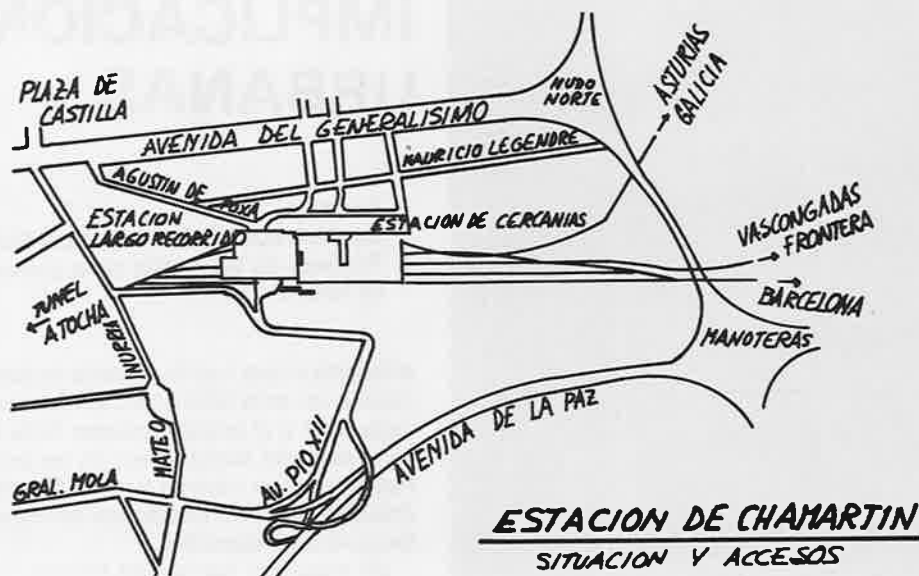 IMPLICACIO
URBANAS
PLAZA DE
CASTILLA
AVENIDA DEL GENERALISIMO
NUDO
NORTE
ASTURIAS
GALICIA
MAURICIO LEGENDRE
AGUSTIN DE FOXA
ESTACION
LARGO RECORRIDO
ESTACION DE CERCANIAS
VASCONGADAS
FRONTERA
BARCELONA
TUNEL
ATOCHA
MATEO INURRIA
MANOTERAS
AVENIDA DE LA PAZ
AV. PIO XII
GRAL. MOLA
ESTACION DE CHAMARTIN
SITUACION Y ACCESOS